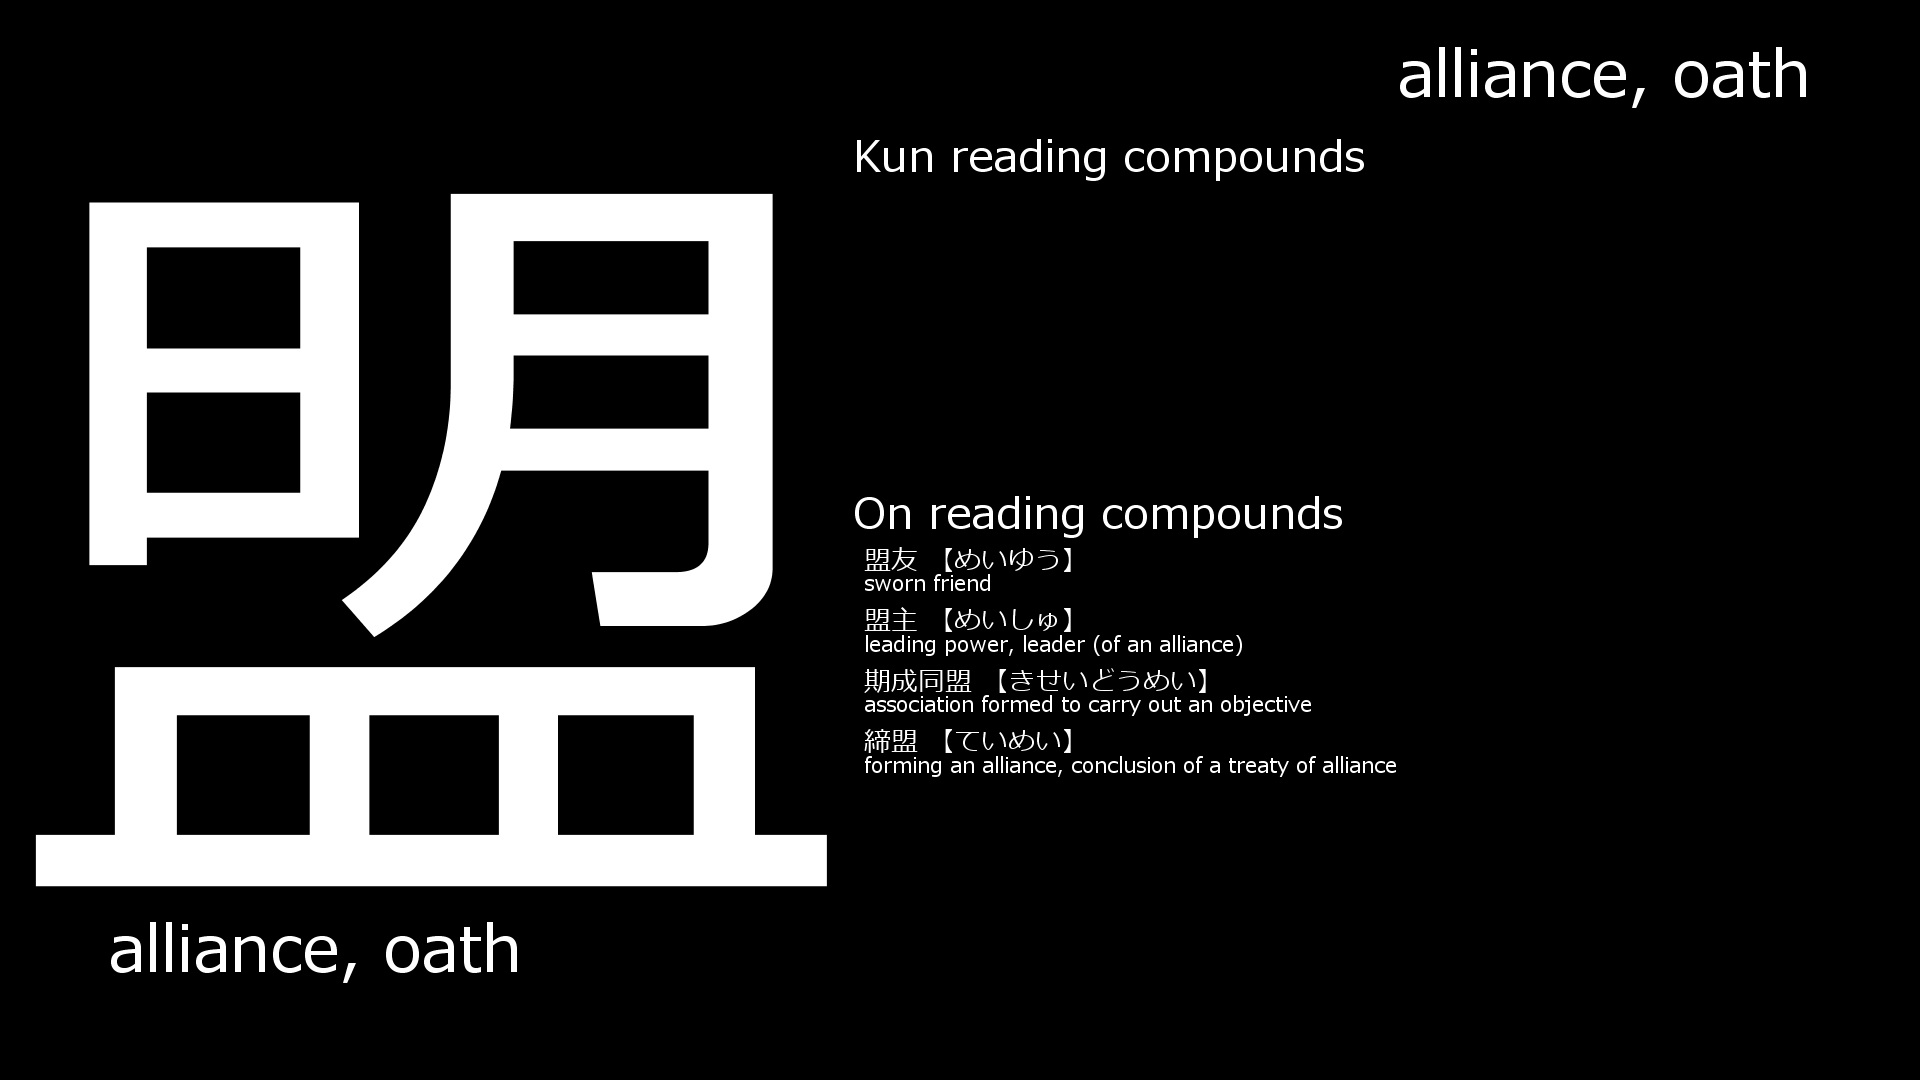 alliance, oath
盟
alliance, oath
Kun reading compounds
On reading compounds
盟友 【めいゆう】
sworn friend
盟主 【めいしゅ】
leading power, leader (of an alliance)
期成同盟 【きせいどうめい】
association formed to carry out an objective
締盟 【ていめい】
forming an alliance, conclusion of a treaty of alliance